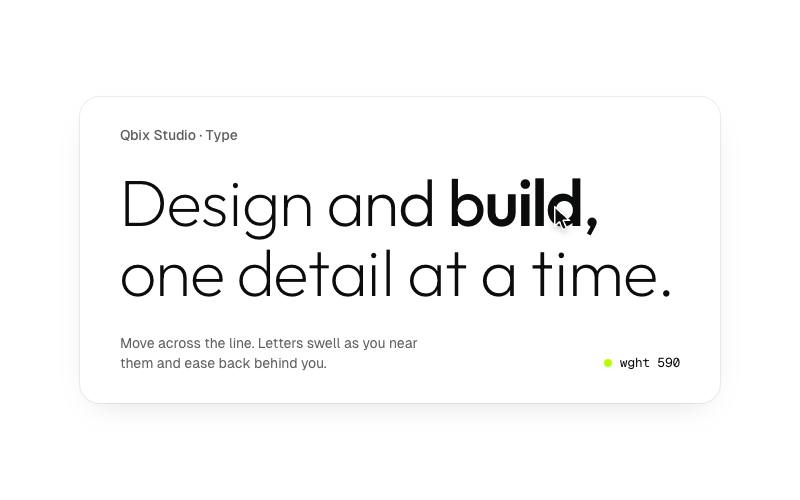 Qbix Studio · Type
Design and build,
one detail at a time.
Move across the line. Letters swell as you near
them and ease back behind you.
wght 590